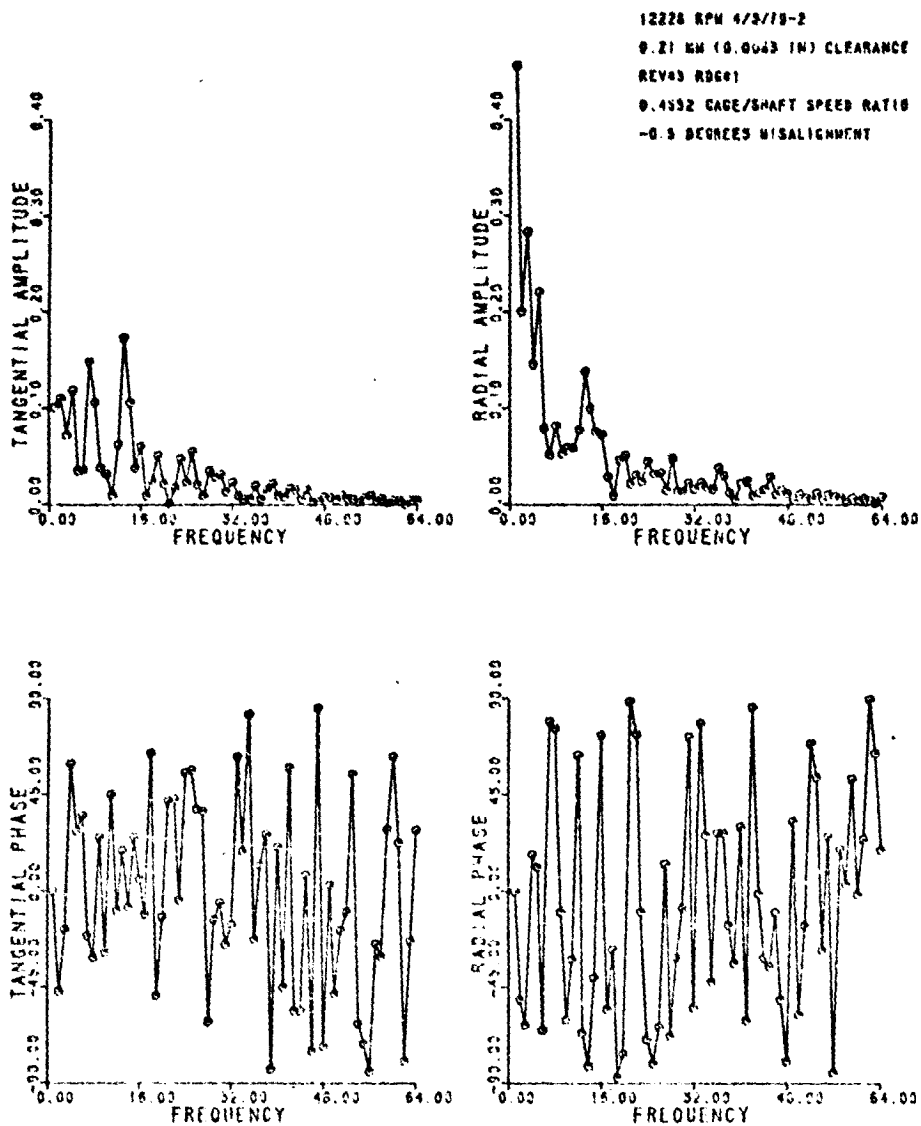 12228 RPM 4/3/79-2
0.21 MM (0.0083 IN) CLEARANCE
REV#3 RDG#1
0.4532 CAGE/SHAFT SPEED RATIO
-0.5 DEGREES MISALIGNMENT
TANGENTIAL AMPLITUDE
0.40
0.30
0.20
0.10
0.00
0.00 16.00 32.00 48.00 64.00
FREQUENCY
RADIAL AMPLITUDE
0.40
0.30
0.20
0.10
0.00
0.00 16.00 32.00 48.00 64.00
FREQUENCY
TANGENTIAL PHASE
90.00
45.00
0.00
-45.00
-90.00
0.00 16.00 32.00 48.00 64.00
FREQUENCY
RADIAL PHASE
90.00
45.00
0.00
-45.00
-90.00
0.00 16.00 32.00 48.00 64.00
FREQUENCY